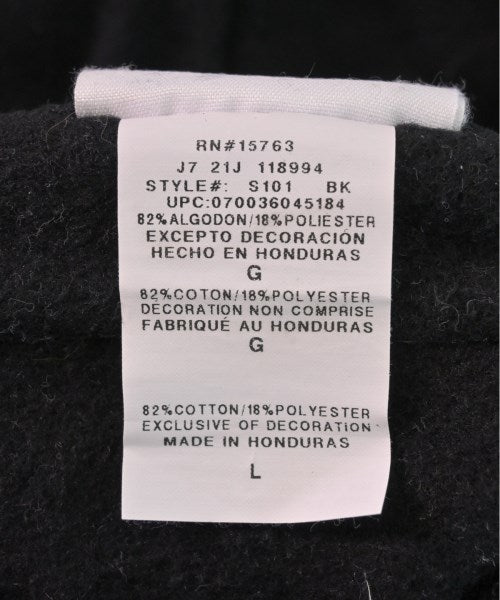 RN#15763
J7 21J 118994
STYLE#: S101 BK
UPC:070036045184
82%ALGODON/18%POLIESTER
EXCEPTO DECORACIÓN
HECHO EN HONDURAS
G
82%COTON/18%POLYESTER
DECORATION NON COMPRISE
FABRIQUÉ AU HONDURAS
G
82%COTTON/18%POLYESTER
EXCLUSIVE OF DECORATION
MADE IN HONDURAS
L